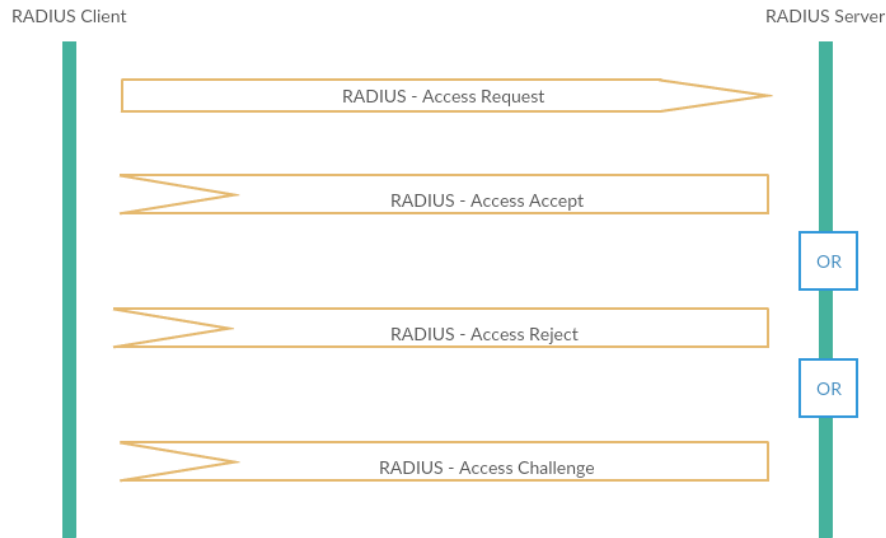 RADIUS Client
RADIUS Server
RADIUS - Access Request
RADIUS - Access Accept
OR
RADIUS - Access Reject
OR
RADIUS - Access Challenge